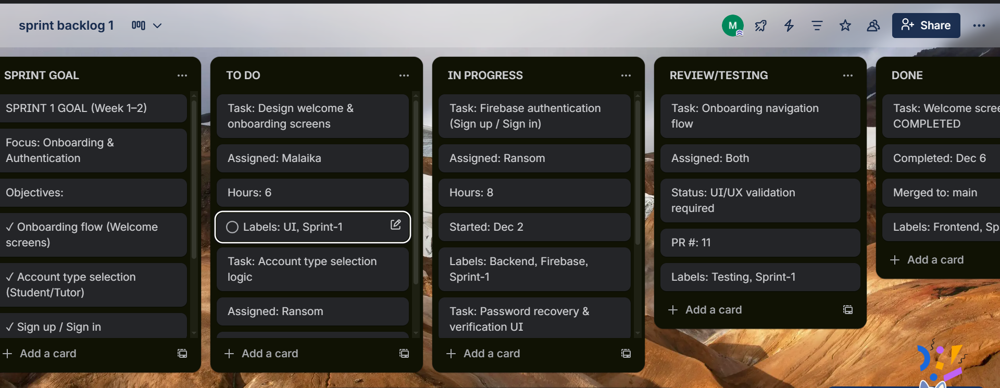 sprint backlog 1
M
Share
SPRINT GOAL
SPRINT 1 GOAL (Week 1–2)
Focus: Onboarding &
Authentication
Objectives:
✓ Onboarding flow (Welcome
screens)
✓ Account type selection
(Student/Tutor)
✓ Sign up / Sign in
Add a card
TO DO
Task: Design welcome &
onboarding screens
Assigned: Malaika
Hours: 6
Labels: UI, Sprint-1
Task: Account type selection
logic
Assigned: Ransom
Add a card
IN PROGRESS
Task: Firebase authentication
(Sign up / Sign in)
Assigned: Ransom
Hours: 8
Started: Dec 2
Labels: Backend, Firebase,
Sprint-1
Task: Password recovery &
verification UI
Add a card
REVIEW/TESTING
Task: Onboarding navigation
flow
Assigned: Both
Status: UI/UX validation
required
PR #: 11
Labels: Testing, Sprint-1
Add a card
DONE
Task: Welcome scree
COMPLETED
Completed: Dec 6
Merged to: main
Labels: Frontend, Sp
Add a card